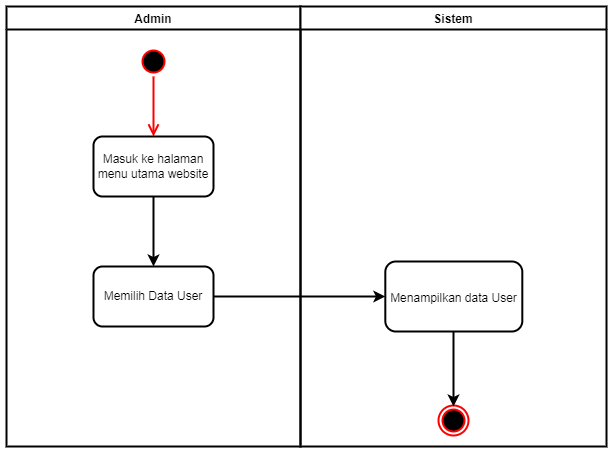 Admin
Sistem
Masuk ke halaman
menu utama website
Memilih Data User
Menampilkan data User